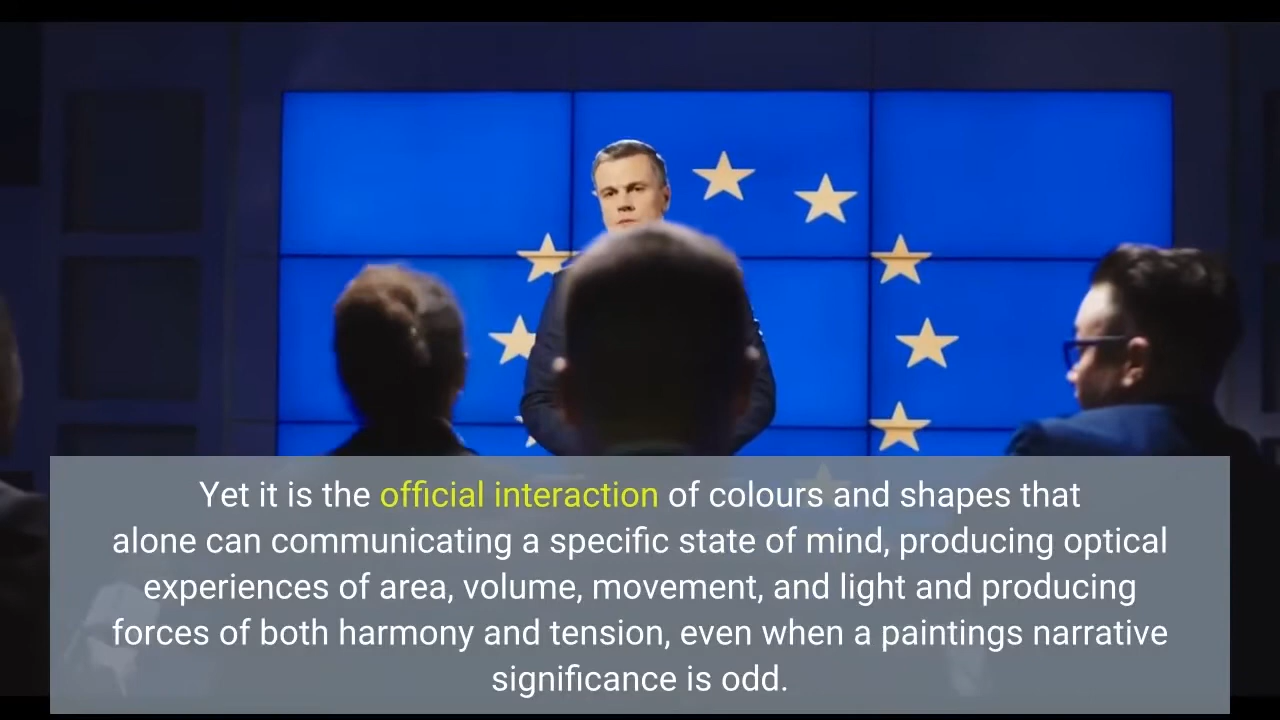 Yet it is the official interaction of colours and shapes that
alone can communicating a specific state of mind, producing optical
experiences of area, volume, movement, and light and producing
forces of both harmony and tension, even when a paintings narrative
significance is odd.